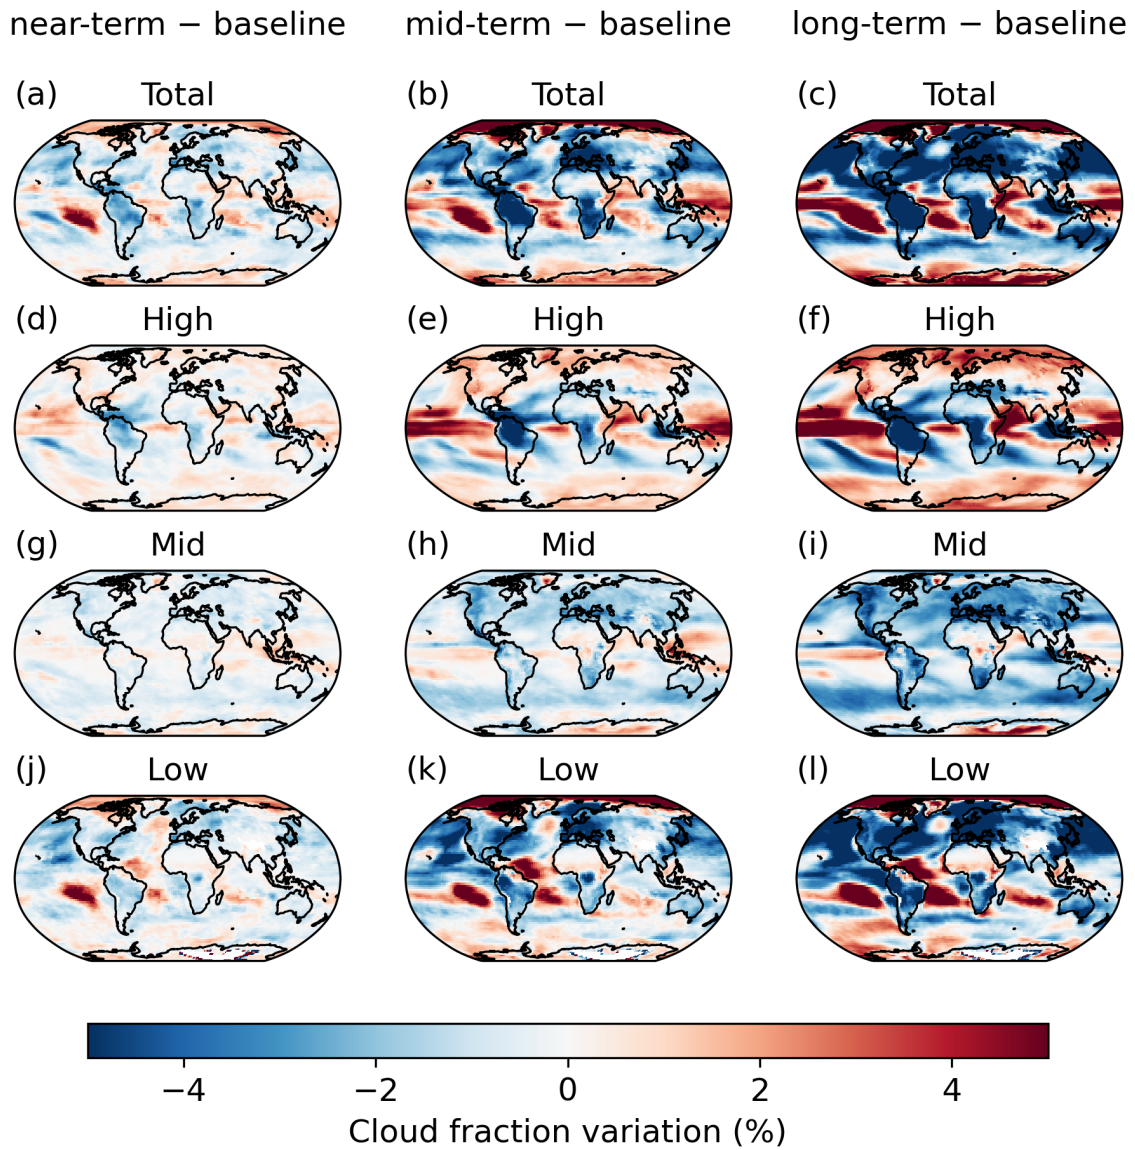 near-term − baseline mid-term − baseline long-term − baseline
(a) Total (b) Total (c) Total
(d) High (e) High (f) High
(g) Mid (h) Mid (i) Mid
(j) Low (k) Low (l) Low
−4 −2 0 2 4
Cloud fraction variation (%)